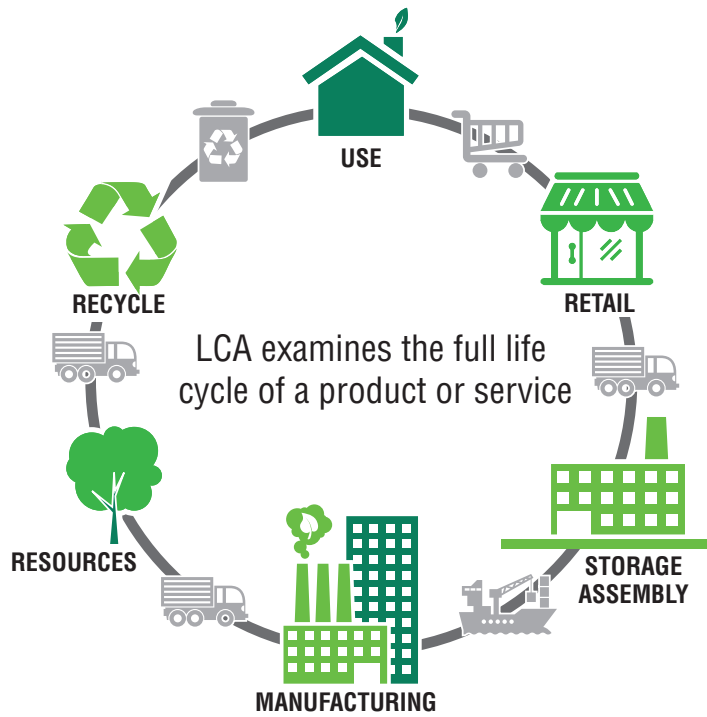 USE
RETAIL
RECYCLE
LCA examines the full life
cycle of a product or service
RESOURCES
STORAGE
ASSEMBLY
MANUFACTURING